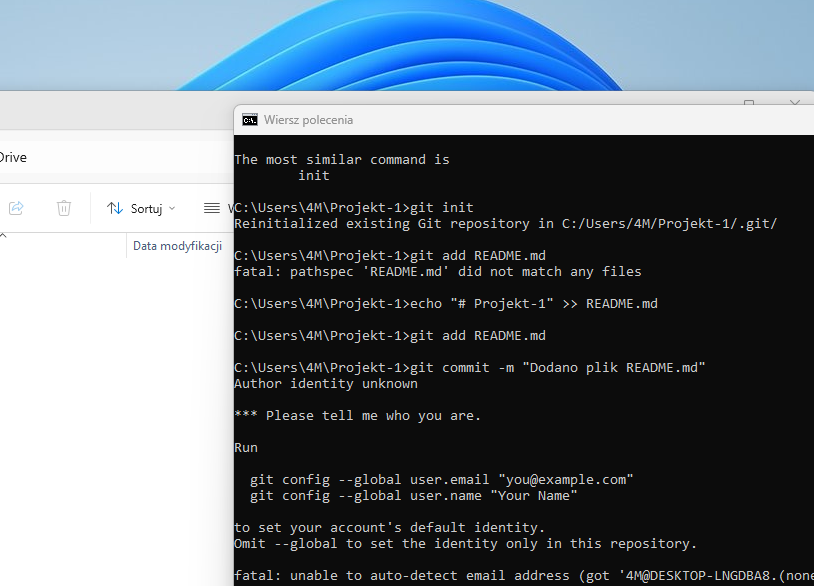 Wiersz polecenia
Drive
Sortuj
Data modyfikacji
The most similar command is
init
C:\Users\4M\Projekt-1>git init
Reinitialized existing Git repository in C:/Users/4M/Projekt-1/.git/
C:\Users\4M\Projekt-1>git add README.md
fatal: pathspec 'README.md' did not match any files
C:\Users\4M\Projekt-1>echo "# Projekt-1" >> README.md
C:\Users\4M\Projekt-1>git add README.md
C:\Users\4M\Projekt-1>git commit -m "Dodano plik README.md"
Author identity unknown
*** Please tell me who you are.
Run
git config --global user.email "you@example.com"
git config --global user.name "Your Name"
to set your account's default identity.
Omit --global to set the identity only in this repository.
fatal: unable to auto-detect email address (got '4M@DESKTOP-LNGDBA8.(none